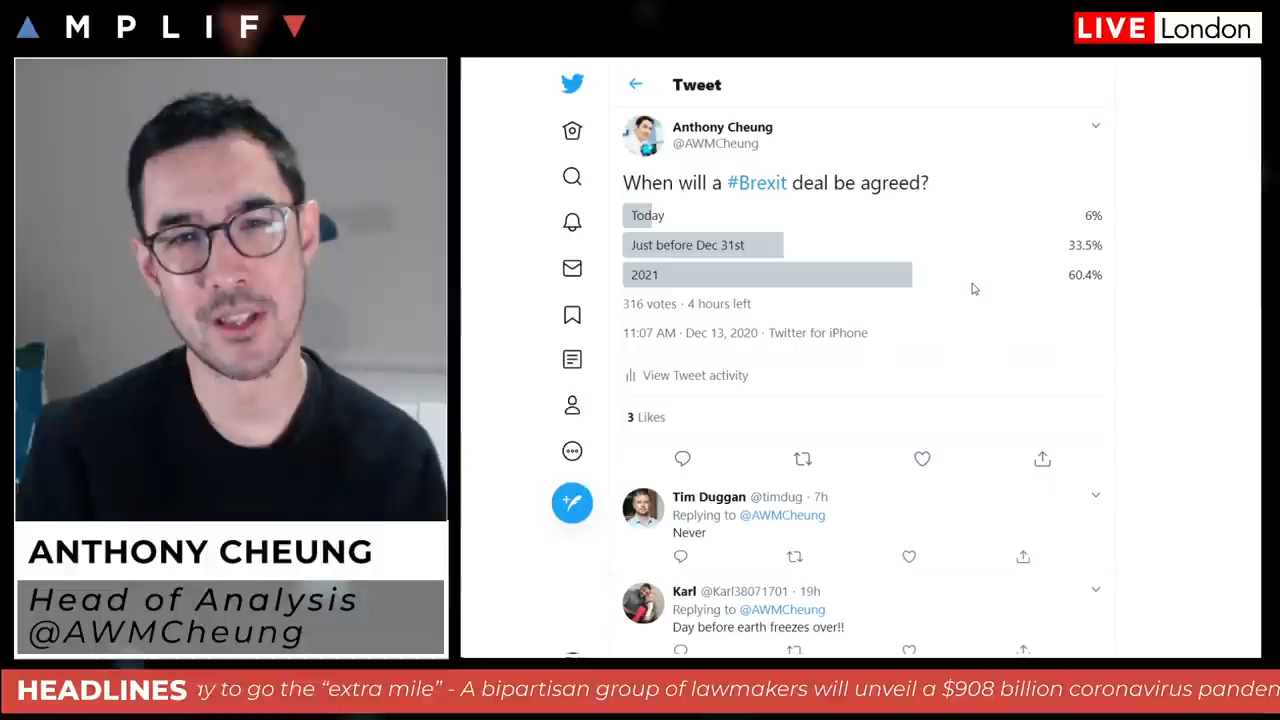 AMPLIFY
LIVE London
Tweet
Anthony Cheung
@AWMCheung
When will a #Brexit deal be agreed?
Today 6%
Just before Dec 31st 33.5%
2021 60.4%
316 votes · 4 hours left
11:07 AM · Dec 13, 2020 · Twitter for iPhone
View Tweet activity
3 Likes
Tim Duggan @timdug · 7h
Replying to @AWMCheung
Never
Karl @Karl38071701 · 19h
Replying to @AWMCheung
Day before earth freezes over!!
ANTHONY CHEUNG
Head of Analysis
@AWMCheung
HEADLINES to go the “extra mile” - A bipartisan group of lawmakers will unveil a $908 billion coronavirus